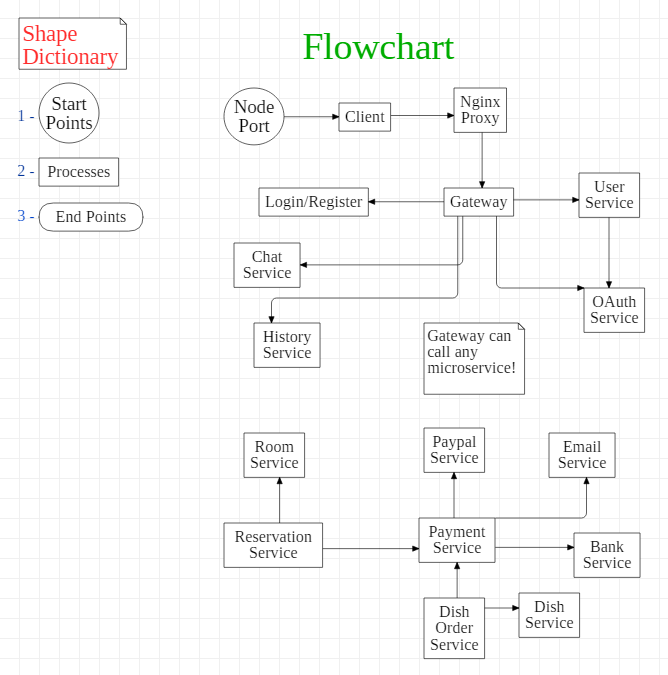 Shape
Dictionary
Flowchart
1 -
Start
Points
2 -
Processes
3 -
End Points
Node
Port
Client
Nginx
Proxy
Login/Register
Gateway
User
Service
Chat
Service
OAuth
Service
History
Service
Gateway can
call any
microservice!
Room
Service
Paypal
Service
Email
Service
Reservation
Service
Payment
Service
Bank
Service
Dish
Order
Service
Dish
Service